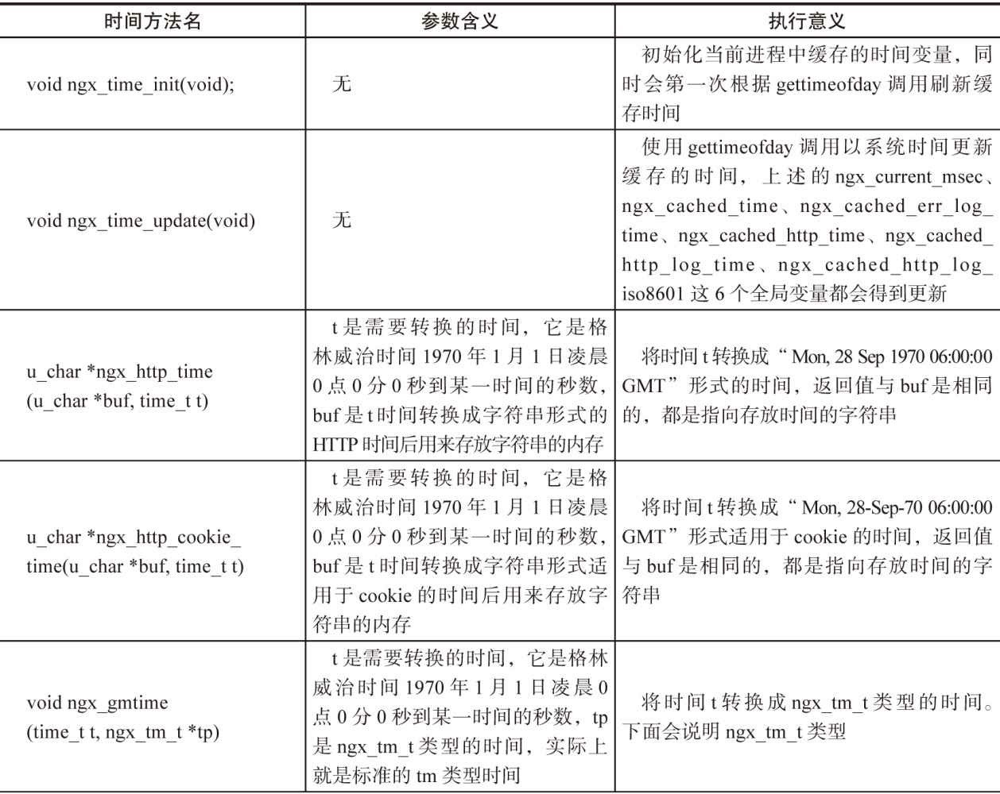 时间方法名
参数含义
执行意义
void ngx_time_init(void);
无
初始化当前进程中缓存的时间变量，同
时会第一次根据 gettimeofday 调用刷新缓
存时间
void ngx_time_update(void)
无
使用 gettimeofday 调用以系统时间更新
缓存的时间，上述的 ngx_current_msec、
ngx_cached_time、ngx_cached_err_log_
time、ngx_cached_http_time、ngx_cached_
http_log_time、ngx_cached_http_log_
iso8601 这 6 个全局变量都会得到更新
u_char *ngx_http_time
(u_char *buf, time_t t)
t 是需要转换的时间，它是格
林威治时间 1970 年 1 月 1 日凌晨
0 点 0 分 0 秒到某一时间的秒数，
buf 是 t 时间转换成字符串形式的
HTTP 时间后用来存放字符串的内存
将时间 t 转换成“ Mon, 28 Sep 1970 06:00:00
GMT”形式的时间，返回值与 buf 是相同
的，都是指向存放时间的字符串
u_char *ngx_http_cookie_
time(u_char *buf, time_t t)
t 是需要转换的时间，它是格
林威治时间 1970 年 1 月 1 日凌晨
0 点 0 分 0 秒到某一时间的秒数，
buf 是 t 时间转换成字符串形式适
用于 cookie 的时间后用来存放字
符串的内存
将时间 t 转换成“ Mon, 28-Sep-70 06:00:00
GMT”形式适用于 cookie 的时间，返回值
与 buf 是相同的，都是指向存放时间的字
符串
void ngx_gmtime
(time_t t, ngx_tm_t *tp)
t 是需要转换的时间，它是格林
威治时间 1970 年 1 月 1 日凌晨 0
点 0 分 0 秒到某一时间的秒数，tp
是 ngx_tm_t 类型的时间，实际上
就是标准的 tm 类型时间
将时间 t 转换成 ngx_tm_t 类型的时间。
下面会说明 ngx_tm_t 类型